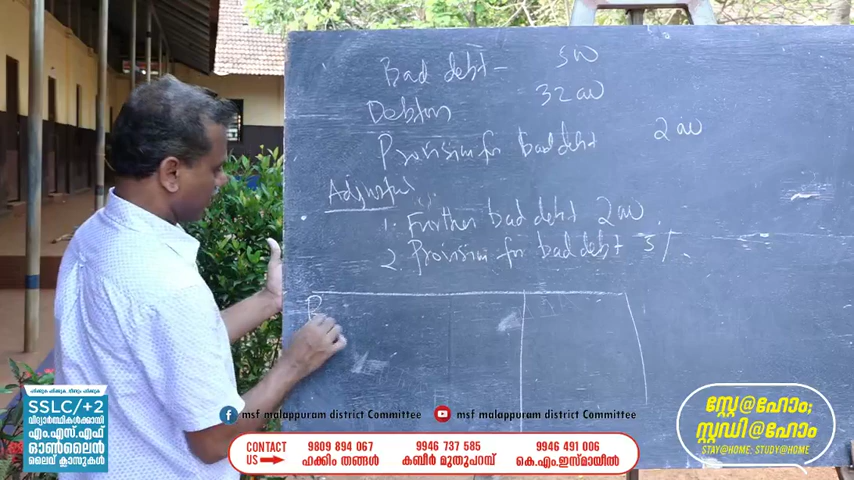 Bad debt - 500
Debtors 32000
Provision for bad debt 2000
Adjustment
1. Further bad debt 2000.
2. Provision for bad debt 5%.
SSLC/+2
വിദ്യാർത്ഥികൾക്കായി
എം.എസ്.എഫ്
ഓൺലൈൻ
ലൈവ് ക്ലാസുകൾ
msf malappuram district Committee msf malappuram district Committee
CONTACT US
9809 894 067
ഹക്കിം തങ്ങൾ
9946 737 585
കബീർ മുതുപറമ്പ്
9946 491 006
കെ.എം.ഇസ്മായീൽ
സ്റ്റേ@ഹോം;
സ്റ്റഡി@ഹോം
STAY@HOME; STUDY@HOME